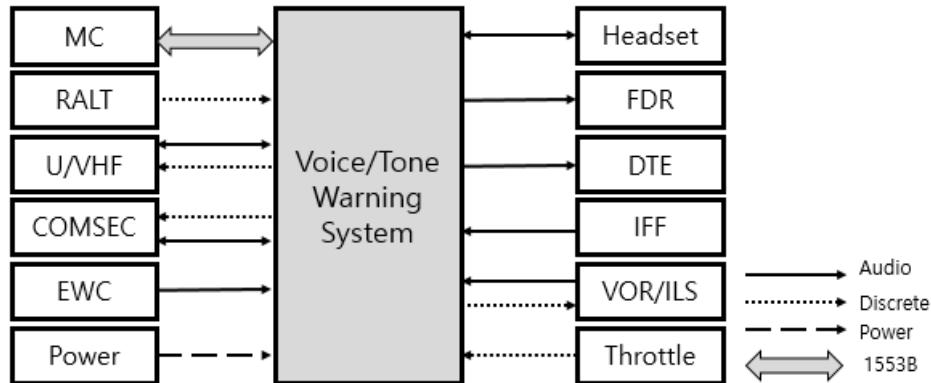 MC
RALT
U/VHF
COMSEC
EWC
Power
Voice/Tone
Warning
System
Headset
FDR
DTE
IFF
VOR/ILS
Throttle
Audio
Discrete
Power
1553B